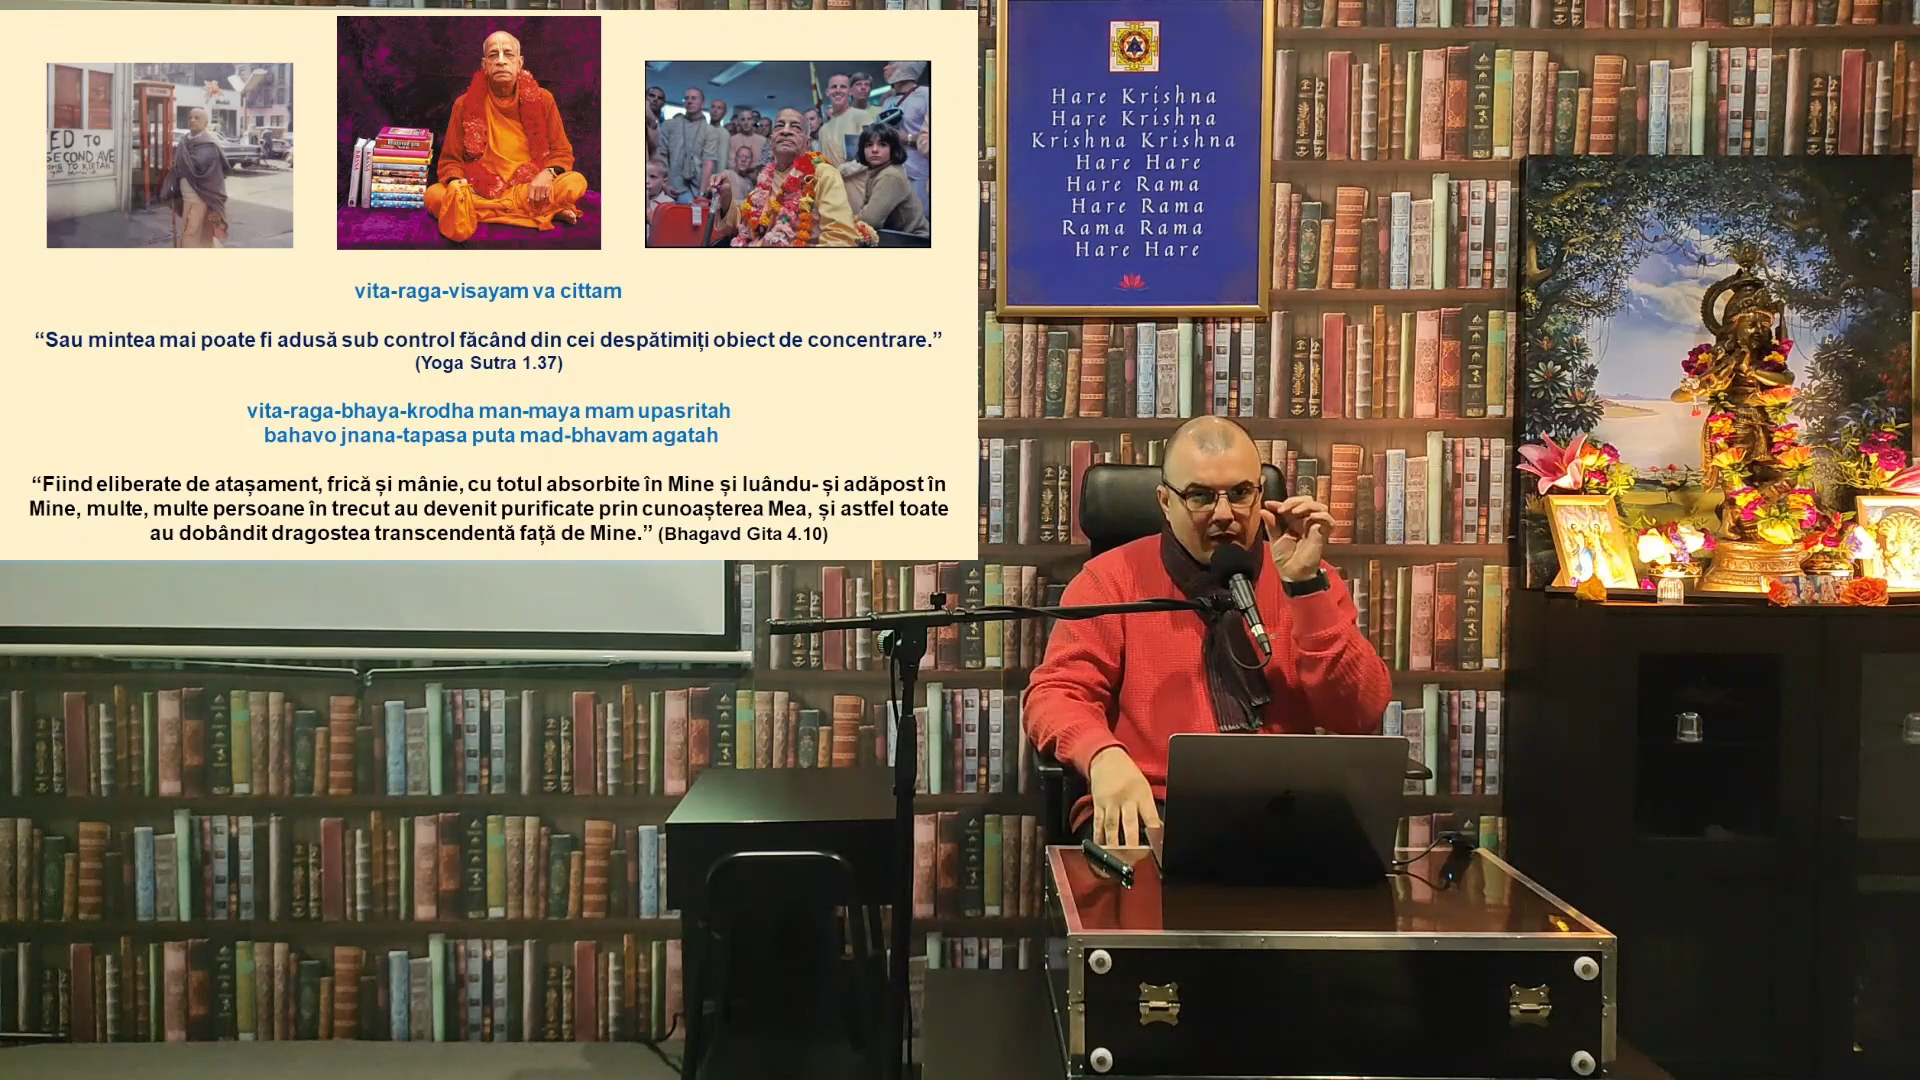 ED TO
SECOND AVE
vita-raga-visayam va cittam
“Sau mintea mai poate fi adusă sub control făcând din cei despătimiți obiect de concentrare.”
(Yoga Sutra 1.37)
vita-raga-bhaya-krodha man-maya mam upasritah
bahavo jnana-tapasa puta mad-bhavam agatah
“Fiind eliberate de atașament, frică și mânie, cu totul absorbite în Mine și luându- și adăpost în
Mine, multe, multe persoane în trecut au devenit purificate prin cunoașterea Mea, și astfel toate
au dobândit dragostea transcendentă față de Mine.” (Bhagavd Gita 4.10)
Hare Krishna
Hare Krishna
Krishna Krishna
Hare Hare
Hare Rama
Hare Rama
Rama Rama
Hare Hare